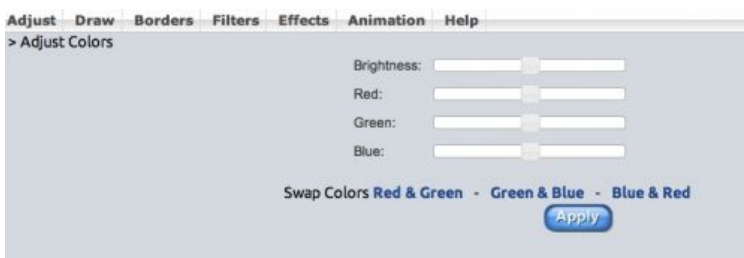 Adjust Draw Borders Filters Effects Animation Help
> Adjust Colors
Brightness:
Red:
Green:
Blue:
Swap Colors Red & Green - Green & Blue - Blue & Red
Apply